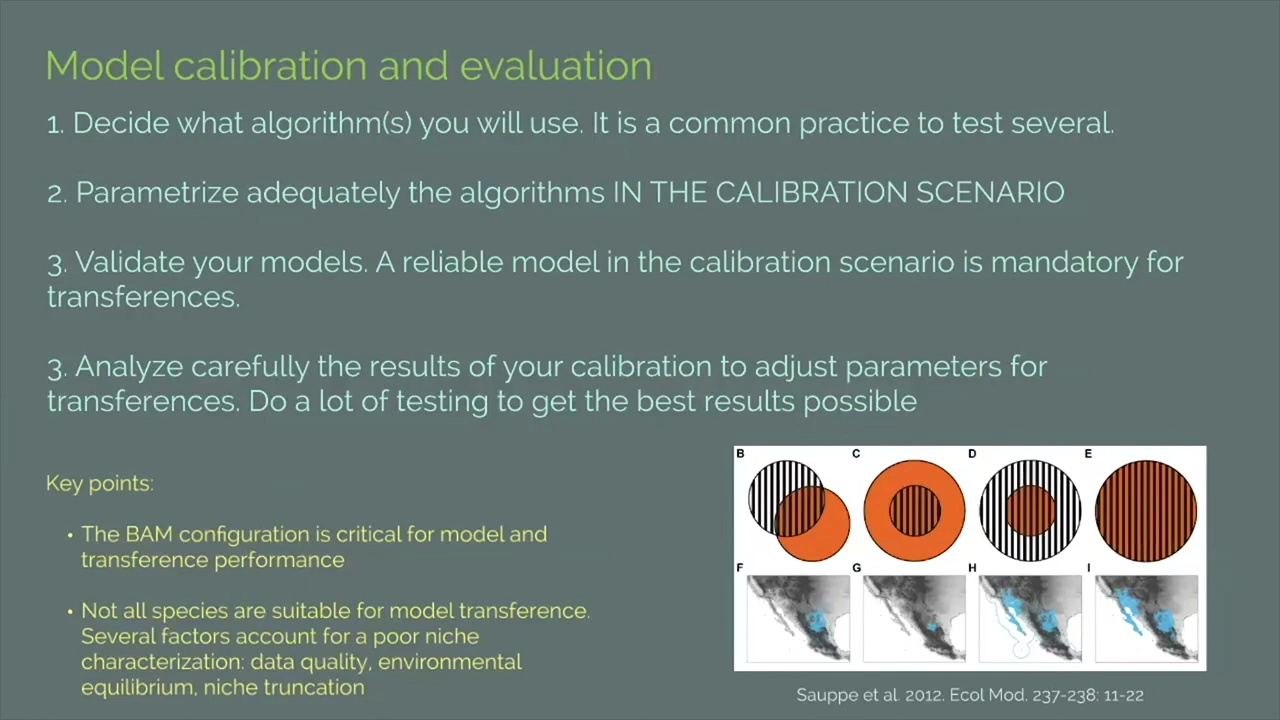 Model calibration and evaluation
1. Decide what algorithm(s) you will use. It is a common practice to test several.
2. Parametrize adequately the algorithms IN THE CALIBRATION SCENARIO
3. Validate your models. A reliable model in the calibration scenario is mandatory for
transferences.
3. Analyze carefully the results of your calibration to adjust parameters for
transferences. Do a lot of testing to get the best results possible
Key points:
• The BAM configuration is critical for model and
transference performance
• Not all species are suitable for model transference.
Several factors account for a poor niche
characterization: data quality, environmental
equilibrium, niche truncation
B C D E
F G H I
Sauppe et al. 2012. Ecol Mod. 237-238: 11-22